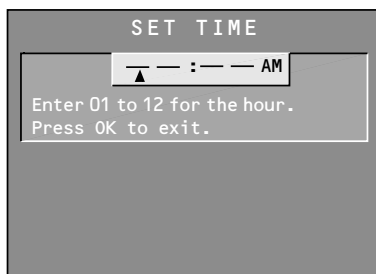 SET TIME
— — : — — AM
Enter 01 to 12 for the hour.
Press OK to exit.